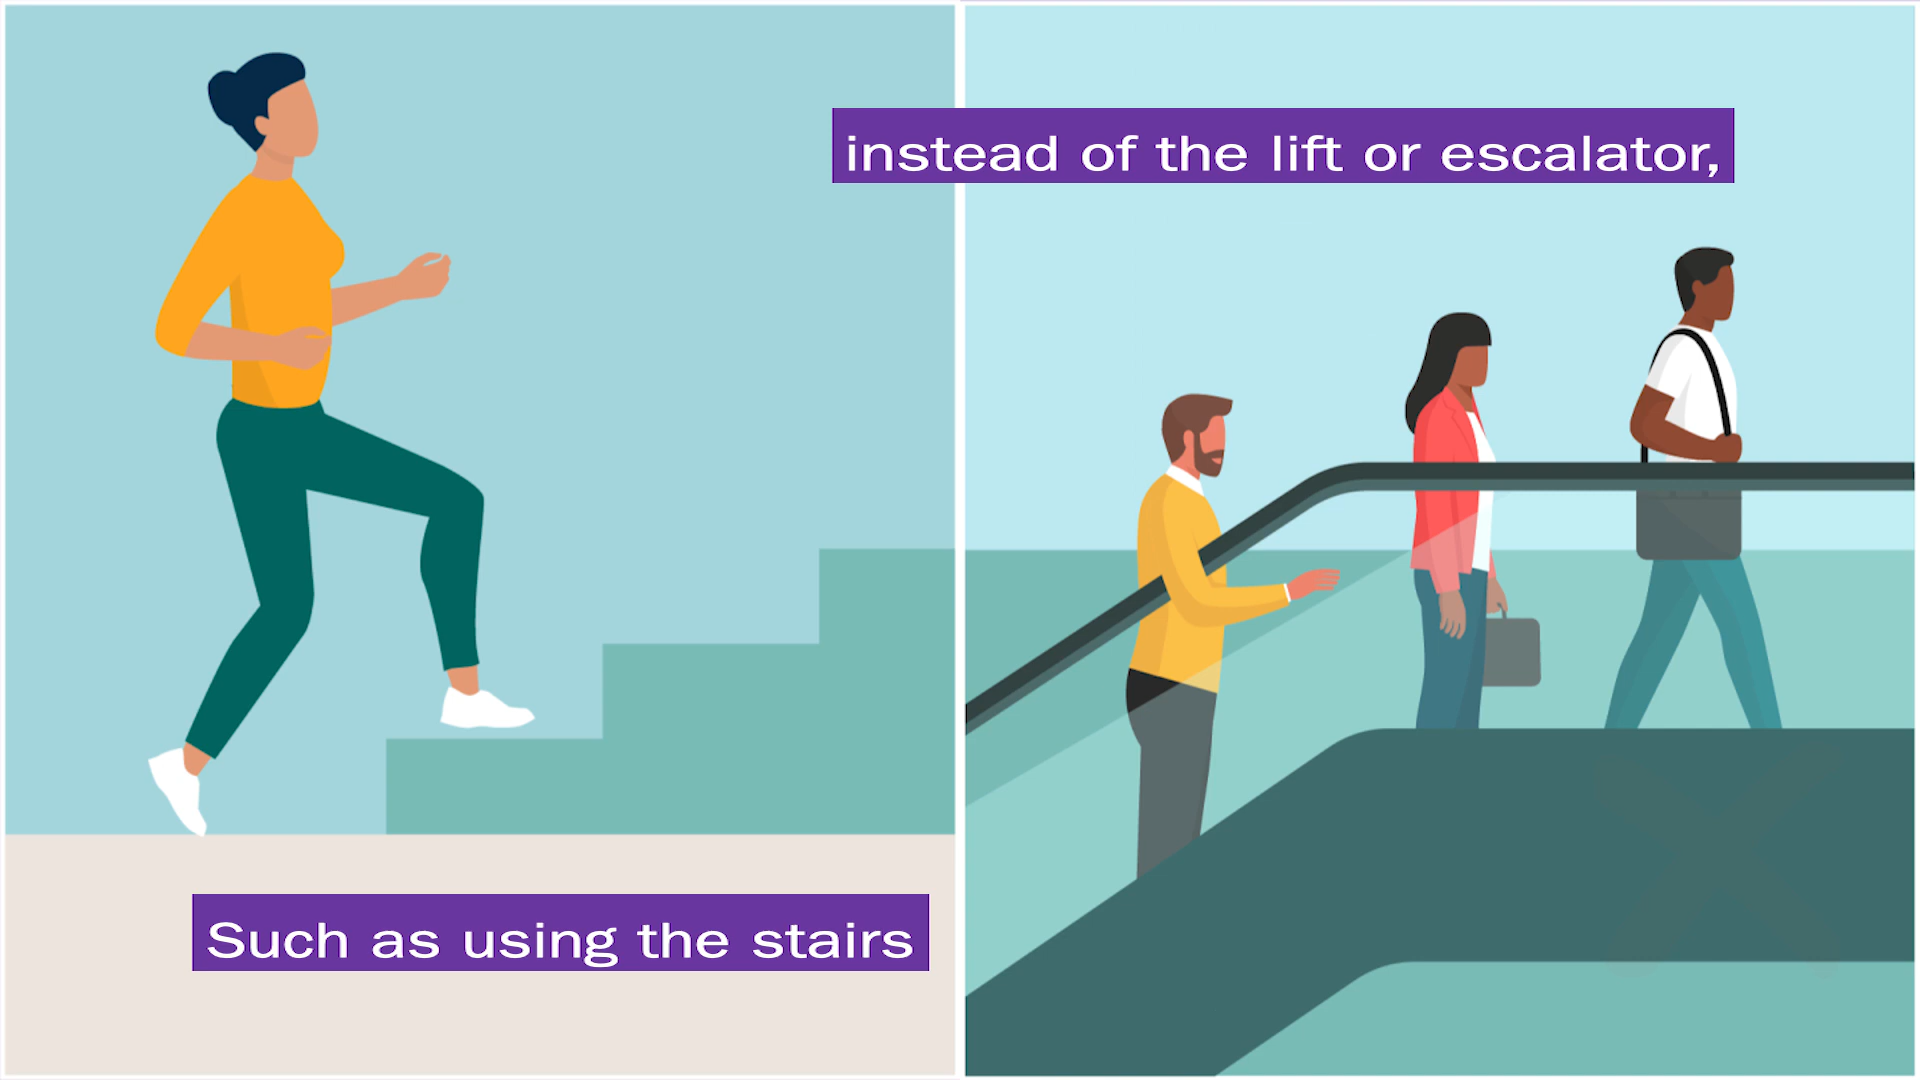 Such as using the stairs
instead of the lift or escalator,